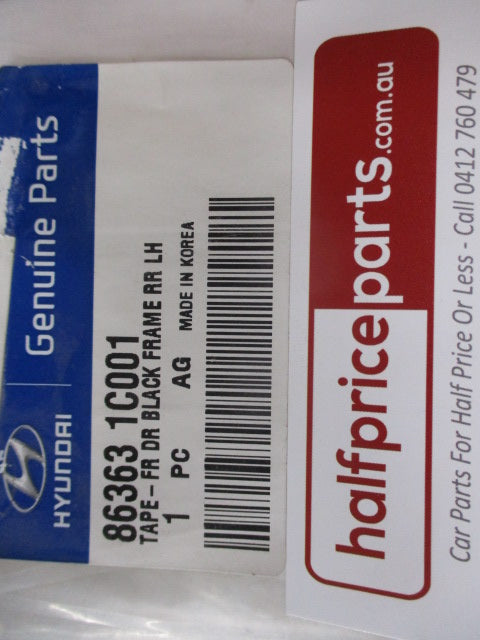 HYUNDAI | Genuine Parts
86363 1C001
TAPE-FR DR BLACK FRAME RR LH
1 PC AG MADE IN KOREA
halfpriceparts.com.au
Car Parts For Half Price Or Less - Call 0412 760 479